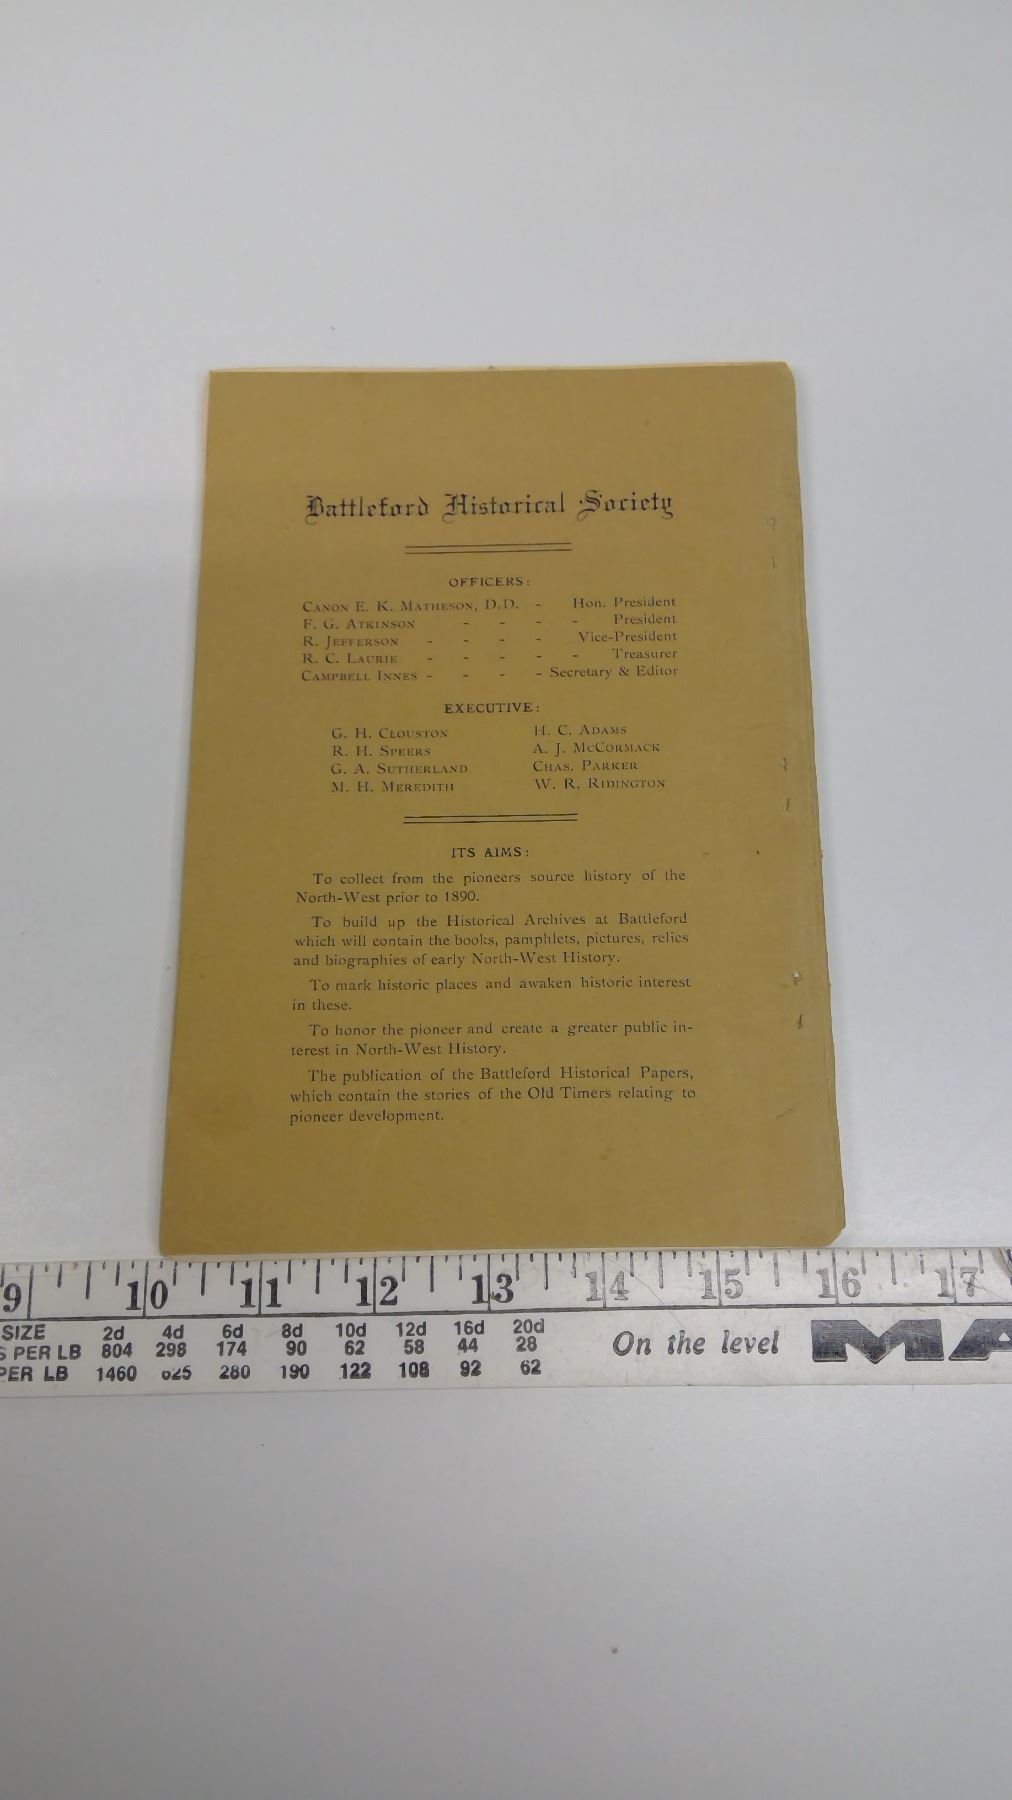 Battleford Historical Society
OFFICERS:
CANON E. K. MATHESON, D.D. - Hon. President
F. G. ATKINSON - - - - President
R. JEFFERSON - - - - Vice-President
R. C. LAURIE - - - - - Treasurer
CAMPBELL INNES - - - - Secretary & Editor
EXECUTIVE:
G. H. CLOUSTON H. C. ADAMS
R. H. SPEERS A. J. MCCORMACK
G. A. SUTHERLAND CHAS. PARKER
M. H. MEREDITH W. R. RIDINGTON
ITS AIMS:
To collect from the pioneers source history of the
North-West prior to 1890.
To build up the Historical Archives at Battleford
which will contain the books, pamphlets, pictures, relics
and biographies of early North-West History.
To mark historic places and awaken historic interest
in these.
To honor the pioneer and create a greater public in-
terest in North-West History.
The publication of the Battleford Historical Papers,
which contain the stories of the Old Timers relating to
pioneer development.
9 10 11 12 13 14 15 16 17
SIZE 2d 4d 6d 8d 10d 12d 16d 20d
S PER LB 804 298 174 90 62 58 44 28
PER LB 1460 625 280 190 122 108 92 62
On the level MA